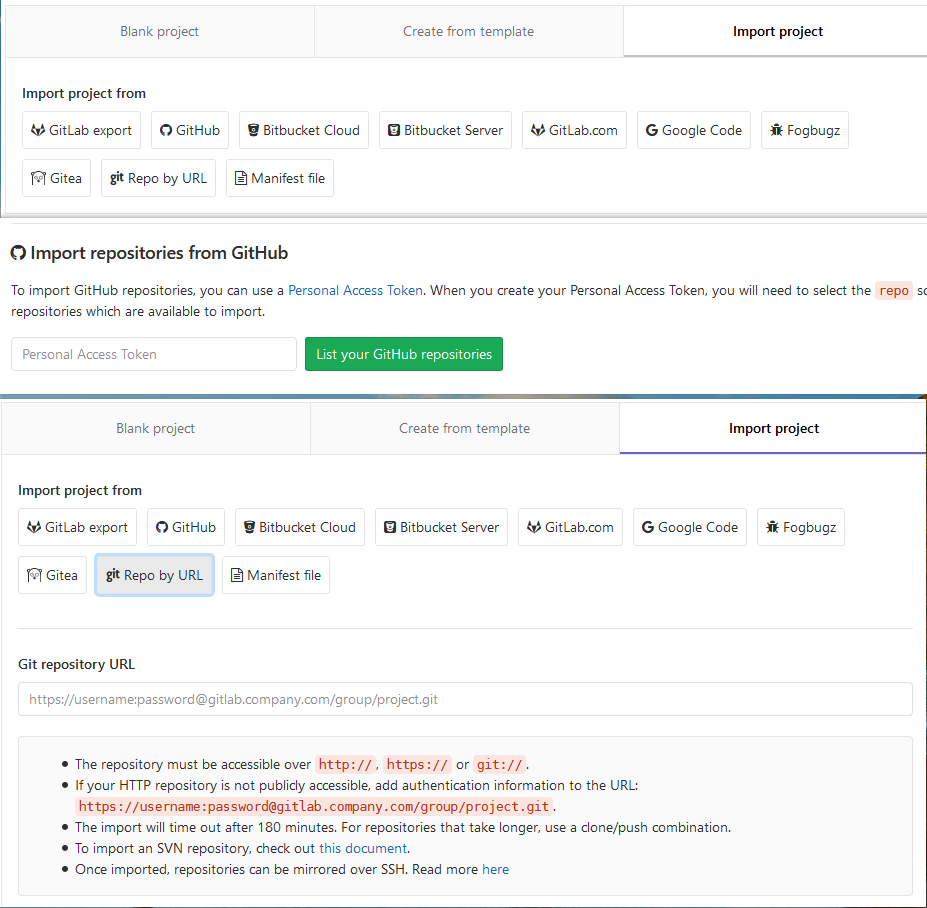 Blank project Create from template Import project
Import project from
GitLab export GitHub Bitbucket Cloud Bitbucket Server GitLab.com Google Code Fogbugz
Gitea git Repo by URL Manifest file
Import repositories from GitHub
To import GitHub repositories, you can use a Personal Access Token. When you create your Personal Access Token, you will need to select the repo
repositories which are available to import.
Personal Access Token List your GitHub repositories
Blank project Create from template Import project
Import project from
GitLab export GitHub Bitbucket Cloud Bitbucket Server GitLab.com Google Code Fogbugz
Gitea git Repo by URL Manifest file
Git repository URL
https://username:password@gitlab.company.com/group/project.git
• The repository must be accessible over http://, https:// or git://.
• If your HTTP repository is not publicly accessible, add authentication information to the URL:
https://username:password@gitlab.company.com/group/project.git.
• The import will time out after 180 minutes. For repositories that take longer, use a clone/push combination.
• To import an SVN repository, check out this document.
• Once imported, repositories can be mirrored over SSH. Read more here